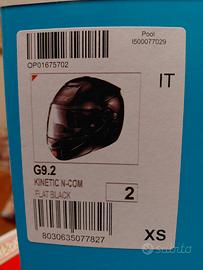 Pool
I500077029
OP01675702
IT
G9.2
KINETIC N-COM
FLAT BLACK
2
8030635077827
XS
subito